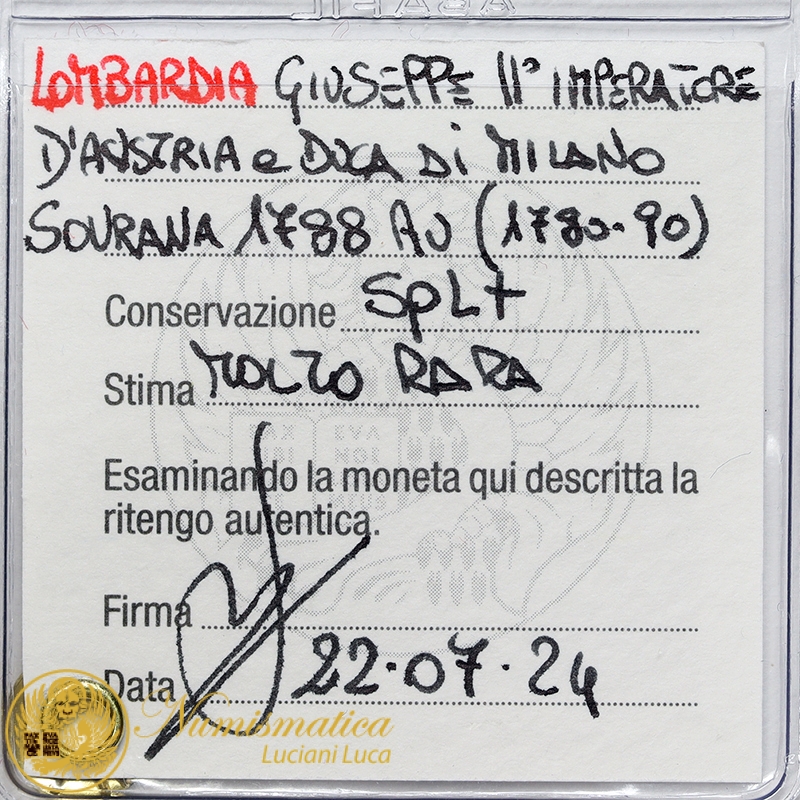 LOMBARDIA GIUSEPPE II° IMPERATORE
D'AUSTRIA e DUCA DI MILANO
SOVRANA 1788 AU (1780-90)
Conservazione SPL+
Stima MOLTO RARA
Esaminando la moneta qui descritta la
ritengo autentica.
Firma
Data 22·07·24
Numismatica
Luciani Luca